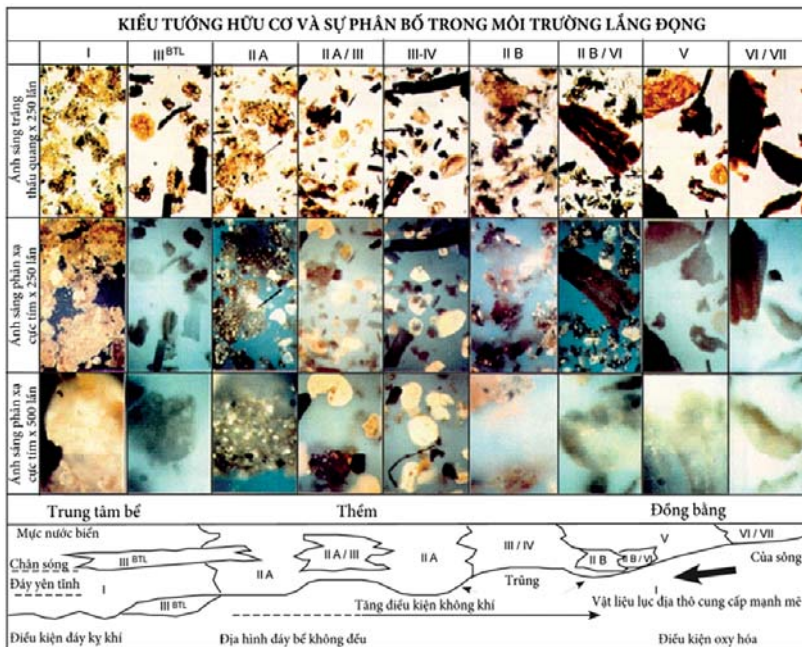 KIỂU TƯỚNG HỮU CƠ VÀ SỰ PHÂN BỐ TRONG MÔI TRƯỜNG LẮNG ĐỌNG
I III BTL II A II A / III III-IV II B II B / VI V VI / VII
Ánh sáng trắng
thấu quang x 250 lần
Ánh sáng phản xạ
cực tím x 250 lần
Ánh sáng phản xạ
cực tím x 500 lần
Trung tâm bể Thềm Đồng bằng
Mực nước biển
Chân sóng
Đáy yên tĩnh
I
III BTL
III BTL
II A
II A / III
II A
III / IV
II B
II B / VI
V
VI / VII
Cửa sông
Trũng
I
Tăng điều kiện không khí
Vật liệu lục địa thô cung cấp mạnh mẽ
Điều kiện đáy kỵ khí Địa hình đáy bể không đều Điều kiện oxy hóa